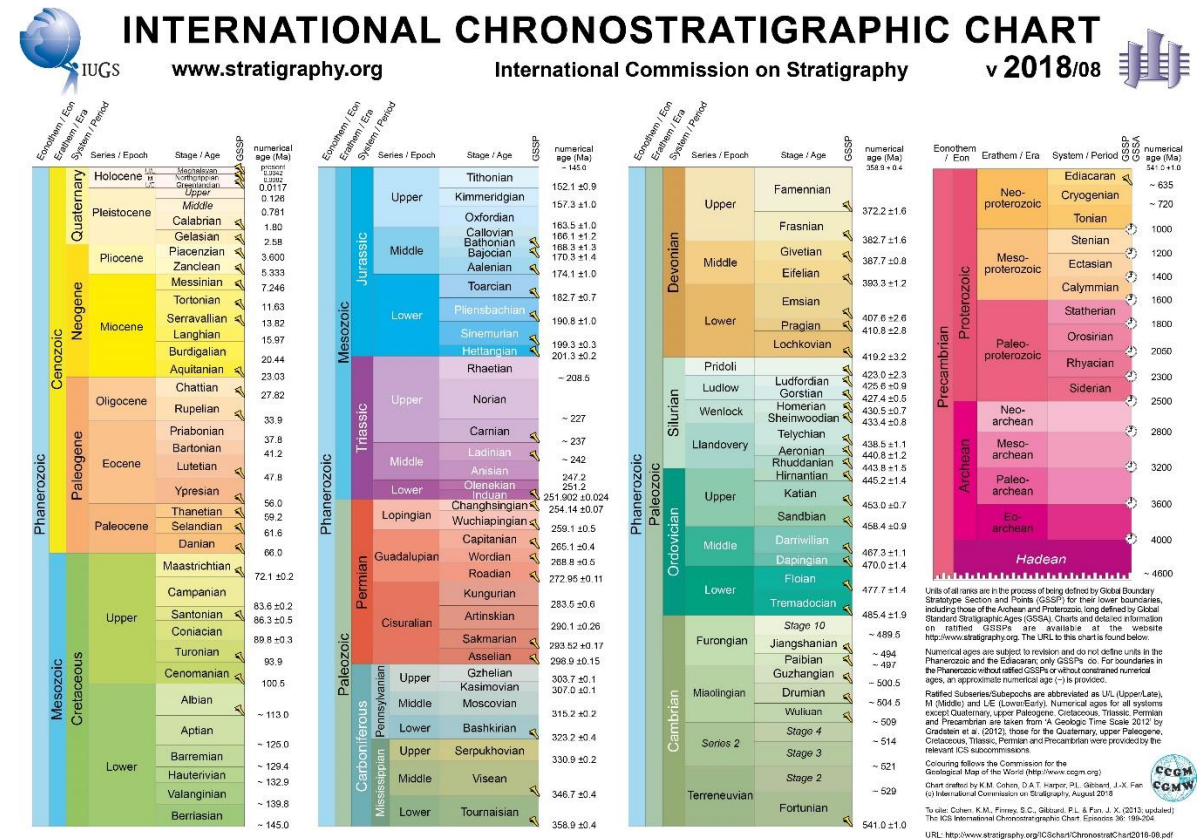 INTERNATIONAL CHRONOSTRATIGRAPHIC CHART
IUGS
www.stratigraphy.org
International Commission on Stratigraphy
v 2018/08
Eonothem / Eon
Erathem / Era
System / Period
Series / Epoch
Stage / Age
GSSP
numerical age (Ma)
Phanerozoic
Cenozoic
Mesozoic
Quaternary
Neogene
Paleogene
Cretaceous
Holocene
U/L Meghalayan
M Northgrippian
Greenlandian
present
0.0117
Pleistocene
Upper
0.126
Middle
0.781
Calabrian
1.80
Gelasian
2.58
Pliocene
Piacenzian
3.600
Zanclean
5.333
Miocene
Messinian
7.246
Tortonian
11.63
Serravallian
13.82
Langhian
15.97
Burdigalian
20.44
Aquitanian
23.03
Oligocene
Chattian
27.82
Rupelian
33.9
Eocene
Priabonian
37.8
Bartonian
41.2
Lutetian
47.8
Ypresian
56.0
Paleocene
Thanetian
59.2
Selandian
61.6
Danian
66.0
Upper
Maastrichtian
72.1 ±0.2
Campanian
83.6 ±0.2
Santonian
86.3 ±0.5
Coniacian
89.8 ±0.3
Turonian
93.9
Cenomanian
100.5
Lower
Albian
~ 113.0
Aptian
~ 125.0
Barremian
~ 129.4
Hauterivian
~ 132.9
Valanginian
~ 139.8
Berriasian
~ 145.0
Eonothem / Eon
Erathem / Era
System / Period
Series / Epoch
Stage / Age
GSSP
numerical age (Ma)
~ 145.0
Phanerozoic
Mesozoic
Paleozoic
Jurassic
Triassic
Permian
Carboniferous
Pennsylvanian
Mississippian
Upper
Tithonian
152.1 ±0.9
Kimmeridgian
157.3 ±1.0
Oxfordian
163.5 ±1.0
Middle
Callovian
166.1 ±1.2
Bathonian
168.3 ±1.3
Bajocian
170.3 ±1.4
Aalenian
174.1 ±1.0
Lower
Toarcian
182.7 ±0.7
Pliensbachian
190.8 ±1.0
Sinemurian
199.3 ±0.3
Hettangian
201.3 ±0.2
Upper
Rhaetian
~ 208.5
Norian
~ 227
Carnian
~ 237
Middle
Ladinian
~ 242
Anisian
247.2
Lower
Olenekian
251.2
Induan
251.902 ±0.024
Lopingian
Changhsingian
254.14 ±0.07
Wuchiapingian
259.1 ±0.5
Guadalupian
Capitanian
265.1 ±0.4
Wordian
268.8 ±0.5
Roadian
272.95 ±0.11
Cisuralian
Kungurian
283.5 ±0.6
Artinskian
290.1 ±0.26
Sakmarian
293.52 ±0.17
Asselian
298.9 ±0.15
Upper
Gzhelian
303.7 ±0.1
Kasimovian
307.0 ±0.1
Middle
Moscovian
315.2 ±0.2
Lower
Bashkirian
323.2 ±0.4
Upper
Serpukhovian
330.9 ±0.2
Middle
Visean
346.7 ±0.4
Lower
Tournaisian
358.9 ±0.4
Eonothem / Eon
Erathem / Era
System / Period
Series / Epoch
Stage / Age
GSSP
numerical age (Ma)
358.9 ± 0.4
Phanerozoic
Paleozoic
Devonian
Silurian
Ordovician
Cambrian
Upper
Famennian
372.2 ±1.6
Frasnian
382.7 ±1.6
Middle
Givetian
387.7 ±0.8
Eifelian
393.3 ±1.2
Lower
Emsian
407.6 ±2.6
Pragian
410.8 ±2.8
Lochkovian
419.2 ±3.2
Pridoli
423.0 ±2.3
Ludlow
Ludfordian
425.6 ±0.9
Gorstian
427.4 ±0.5
Wenlock
Homerian
430.5 ±0.7
Sheinwoodian
433.4 ±0.8
Llandovery
Telychian
438.5 ±1.1
Aeronian
440.8 ±1.2
Rhuddanian
443.8 ±1.5
Upper
Hirnantian
445.2 ±1.4
Katian
453.0 ±0.7
Sandbian
458.4 ±0.9
Middle
Darriwilian
467.3 ±1.1
Dapingian
470.0 ±1.4
Lower
Floian
477.7 ±1.4
Tremadocian
485.4 ±1.9
Furongian
Stage 10
~ 489.5
Jiangshanian
~ 494
Paibian
~ 497
Miaolingian
Guzhangian
~ 500.5
Drumian
~ 504.5
Wuliuan
~ 509
Series 2
Stage 4
~ 514
Stage 3
~ 521
Terreneuvian
Stage 2
~ 529
Fortunian
541.0 ±1.0
Eonothem / Eon
Erathem / Era
System / Period
GSSP
GSSA
numerical age (Ma)
541.0 ±1.0
Precambrian
Proterozoic
Archean
Neo-proterozoic
Ediacaran
~ 635
Cryogenian
~ 720
Tonian
1000
Meso-proterozoic
Stenian
1200
Ectasian
1400
Calymmian
1600
Paleo-proterozoic
Statherian
1800
Orosirian
2050
Rhyacian
2300
Siderian
2500
Neo-archean
2800
Meso-archean
3200
Paleo-archean
3600
Eo-archean
4000
Hadean
~ 4600
Units of all ranks are in the process of being defined by Global Boundary
Stratotype Section and Points (GSSP) for their lower boundaries,
including those of the Archean and Proterozoic, long defined by Global
Standard Stratigraphic Ages (GSSA). Charts and detailed information
on ratified GSSPs are available at the website
http://www.stratigraphy.org. The URL to this chart is found below.
Numerical ages are subject to revision and do not define units in the
Phanerozoic and the Ediacaran; only GSSPs do. For boundaries in
the Phanerozoic without ratified GSSPs or without constrained numerical
ages, an approximate numerical age (~) is provided.
Ratified Subseries/Subepochs are abbreviated as U/L (Upper/Late),
M (Middle) and L/E (Lower/Early). Numerical ages for all systems
except Quaternary, upper Paleogene, Cretaceous, Triassic, Permian
and Precambrian are taken from 'A Geologic Time Scale 2012' by
Gradstein et al. (2012), those for the Quaternary, upper Paleogene,
Cretaceous, Triassic, Permian and Precambrian were provided by the
relevant ICS subcommissions.
Colouring follows the Commission for the
Geological Map of the World (http://www.ccgm.org)
Chart drafted by K.M. Cohen, D.A.T. Harper, P.L. Gibbard, J.-X. Fan
(c) International Commission on Stratigraphy, August 2018
To cite: Cohen, K.M., Finney, S.C., Gibbard, P.L. & Fan, J. X. (2013; updated)
The ICS International Chronostratigraphic Chart. Episodes 36: 199-204.
URL: http://www.stratigraphy.org/ICSchart/ChronostratChart2018-08.pdf
CCGM
CGMW